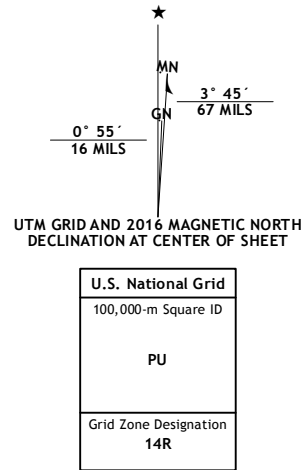 ★
MN
3° 45´
67 MILS
GN
0° 55´
16 MILS
UTM GRID AND 2016 MAGNETIC NORTH
DECLINATION AT CENTER OF SHEET
U.S. National Grid
100,000-m Square ID
PU
Grid Zone Designation
14R